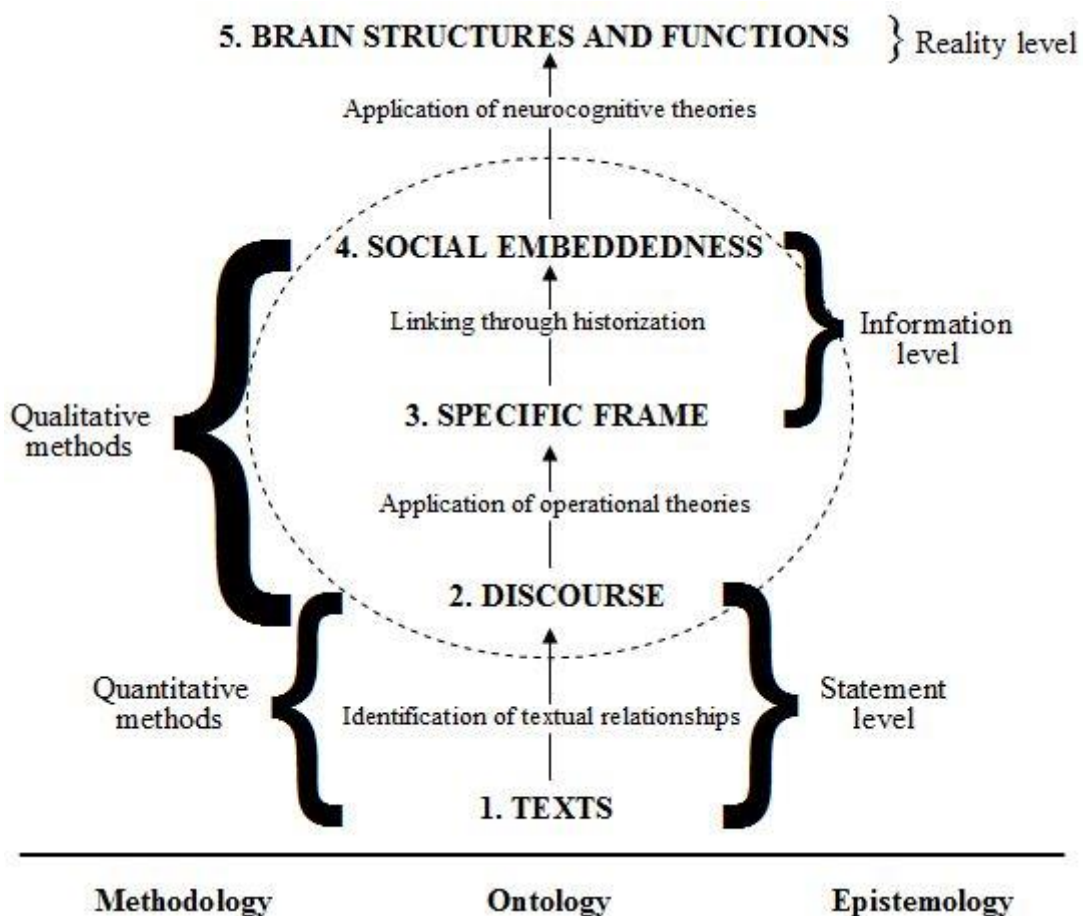 5. BRAIN STRUCTURES AND FUNCTIONS
} Reality level
Application of neurocognitive theories
4. SOCIAL EMBEDDEDNESS
Linking through historization
Information
level
3. SPECIFIC FRAME
Qualitative
methods
Application of operational theories
2. DISCOURSE
Quantitative
methods
Identification of textual relationships
Statement
level
1. TEXTS
Methodology
Ontology
Epistemology